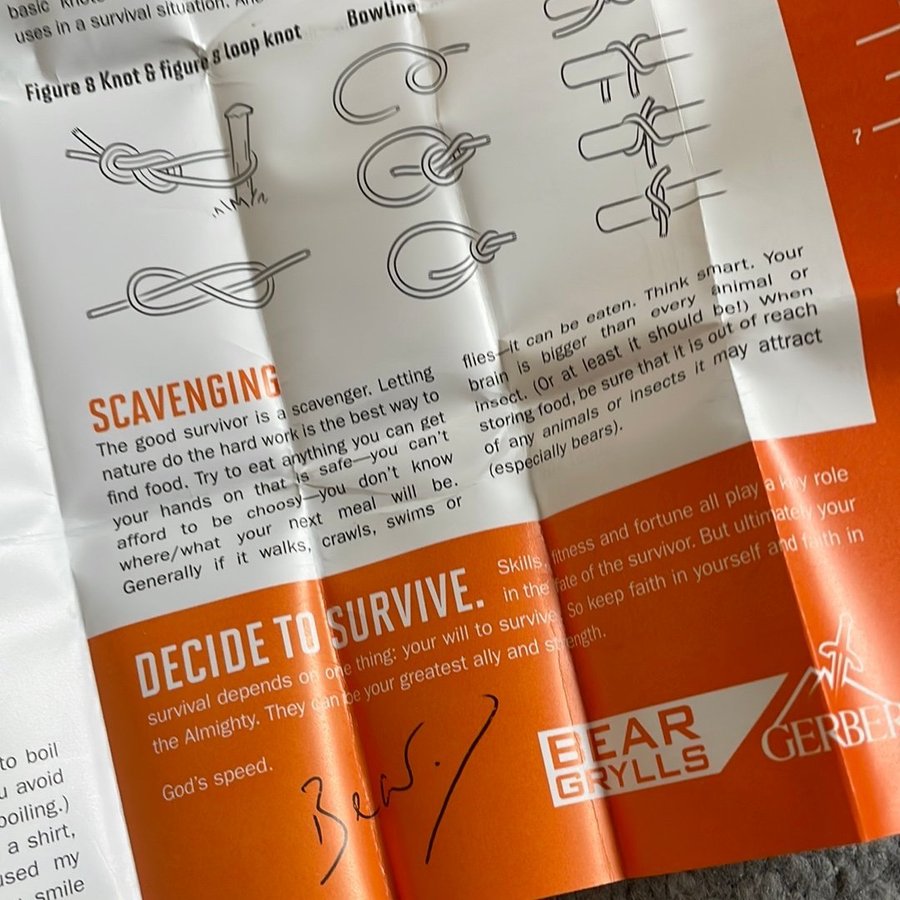 basic knots
uses in a survival situation. And
Figure 8 Knot & figure 8 loop knot
Bowline
SCAVENGING
The good survivor is a scavenger. Letting
nature do the hard work is the best way to
find food. Try to eat anything you can get
your hands on that is safe—you can't
afford to be choosy—you don't know
where/what your next meal will be.
Generally if it walks, crawls, swims or
flies—it can be eaten. Think smart. Your
brain is bigger than every animal or
insect. (Or at least it should be!) When
storing food, be sure that it is out of reach
of any animals or insects it may attract
(especially bears).
DECIDE TO SURVIVE.
Skills, fitness and fortune all play a key role
in the fate of the survivor. But ultimately your
survival depends on one thing: your will to survive. So keep faith in yourself and faith in
the Almighty. They can be your greatest ally and strength.
God's speed.
Bear.
BEAR
GRYLLS
GERBER
7
to boil
u avoid
boiling.)
a shirt,
used my
smile